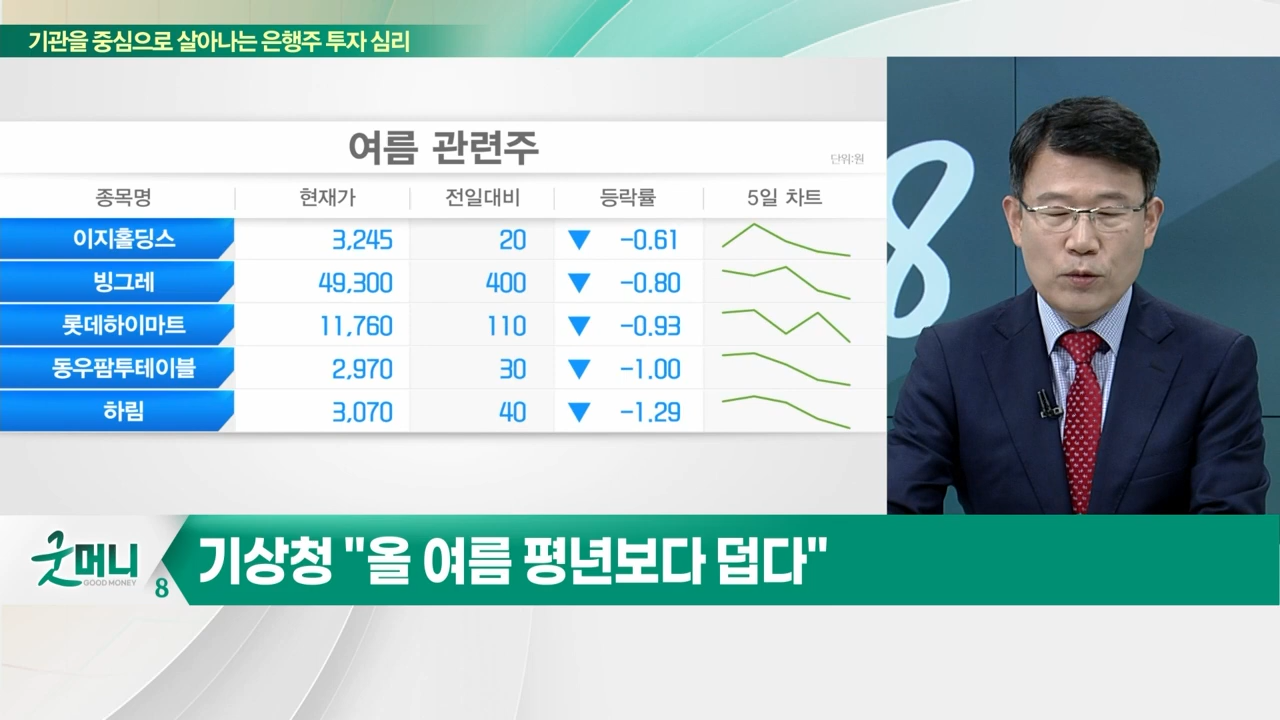 기관을 중심으로 살아나는 은행주 투자 심리
여름 관련주
단위:원
종목명 현재가 전일대비 등락률 5일 차트
이지홀딩스 3,245 20 ▼ -0.61
빙그레 49,300 400 ▼ -0.80
롯데하이마트 11,760 110 ▼ -0.93
동우팜투테이블 2,970 30 ▼ -1.00
하림 3,070 40 ▼ -1.29
8
굿머니
GOOD MONEY
8
기상청 "올 여름 평년보다 덥다"